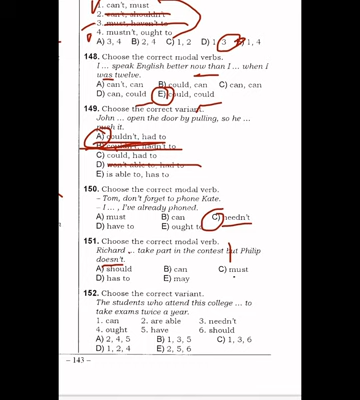 1. can't, must
2. can't, shouldn't
3. must, haven't to
4. mustn't, ought to
A) 3, 4 B) 2, 4 C) 1, 2 D) 1, 3 E) 1, 4
148. Choose the correct modal verbs.
I ... speak English better now than I ... when I
was twelve.
A) can't, can B) could, can C) can, can
D) can, could E) could, could
149. Choose the correct variant.
John ... open the door by pulling, so he ...
push it.
A) couldn't, had to
C) could, had to
D) won't able to, had to
E) is able to, has to
150. Choose the correct modal verb.
– Tom, don't forget to phone Kate.
– I ... , I've already phoned.
A) must B) can C) needn't
D) have to E) ought to
151. Choose the correct modal verb.
Richard ... take part in the contest but Philip
doesn't.
A) should B) can C) must
D) has to E) may
152. Choose the correct variant.
The students who attend this college ... to
take exams twice a year.
1. can 2. are able 3. needn't
4. ought 5. have 6. should
A) 2, 4, 5 B) 1, 3, 5 C) 1, 3, 6
D) 1, 2, 4 E) 2, 5, 6
– 143 –